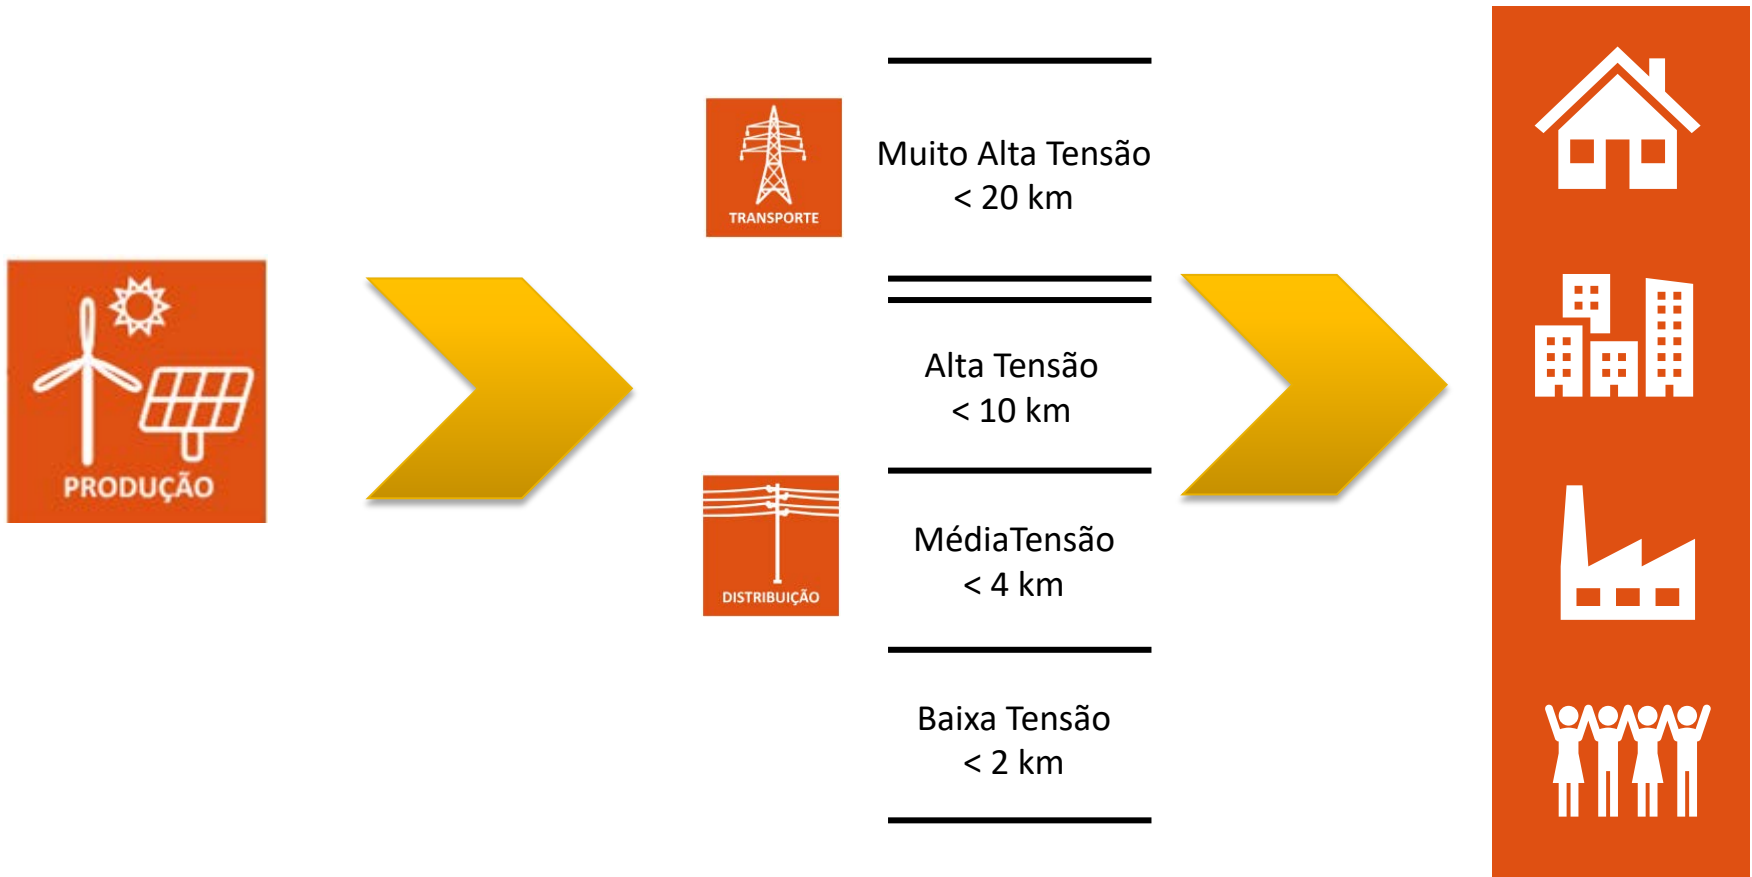 PRODUÇÃO
TRANSPORTE
Muito Alta Tensão
< 20 km
Alta Tensão
< 10 km
DISTRIBUIÇÃO
MédiaTensão
< 4 km
Baixa Tensão
< 2 km